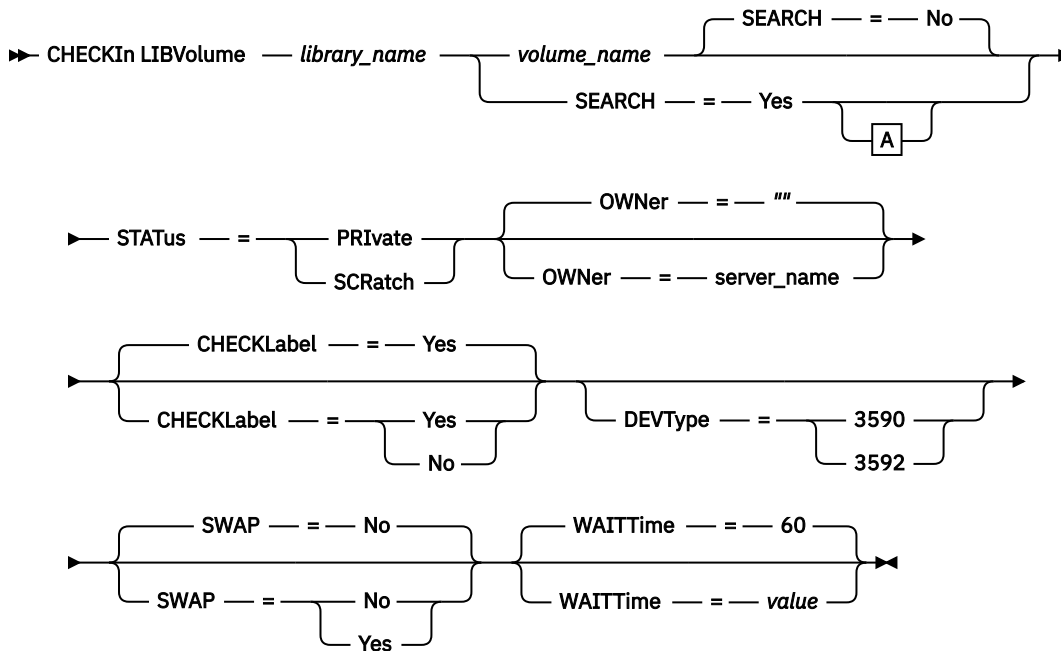 SEARCH = No
CHECKIn LIBVolume library_name volume_name
SEARCH = Yes
A
OWNer = ""
STATus = PRIvate
SCRatch OWNer = server_name
CHECKLabel = Yes
CHECKLabel = Yes DEVType = 3590
No 3592
SWAP = No WAITTime = 60
SWAP = No WAITTime = value
Yes